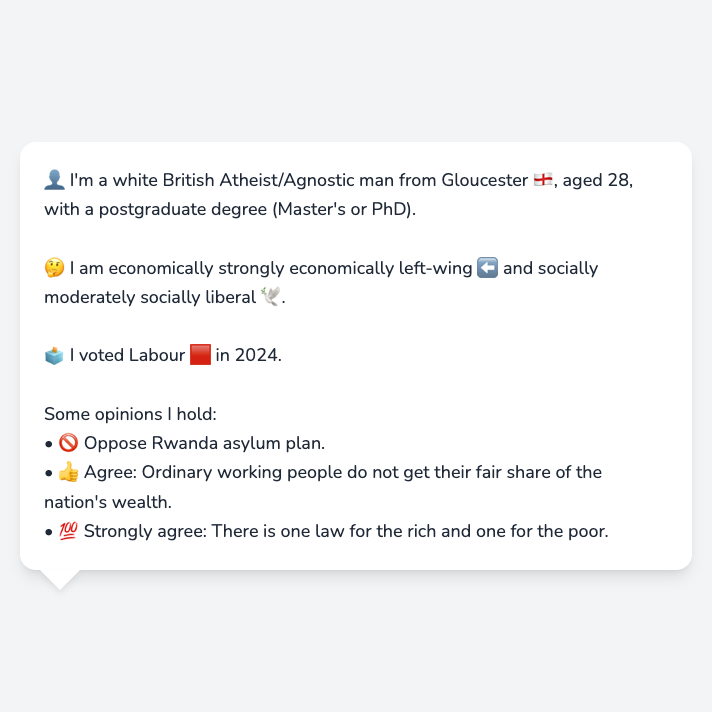 👤 I'm a white British Atheist/Agnostic man from Gloucester 🏴󠁧󠁢󠁥󠁮󠁧󠁿, aged 28,
with a postgraduate degree (Master's or PhD).
🤔 I am economically strongly economically left-wing ⬅️ and socially
moderately socially liberal 🕊️.
🗳️ I voted Labour 🟥 in 2024.
Some opinions I hold:
• 🚫 Oppose Rwanda asylum plan.
• 👍 Agree: Ordinary working people do not get their fair share of the
nation's wealth.
• 💯 Strongly agree: There is one law for the rich and one for the poor.